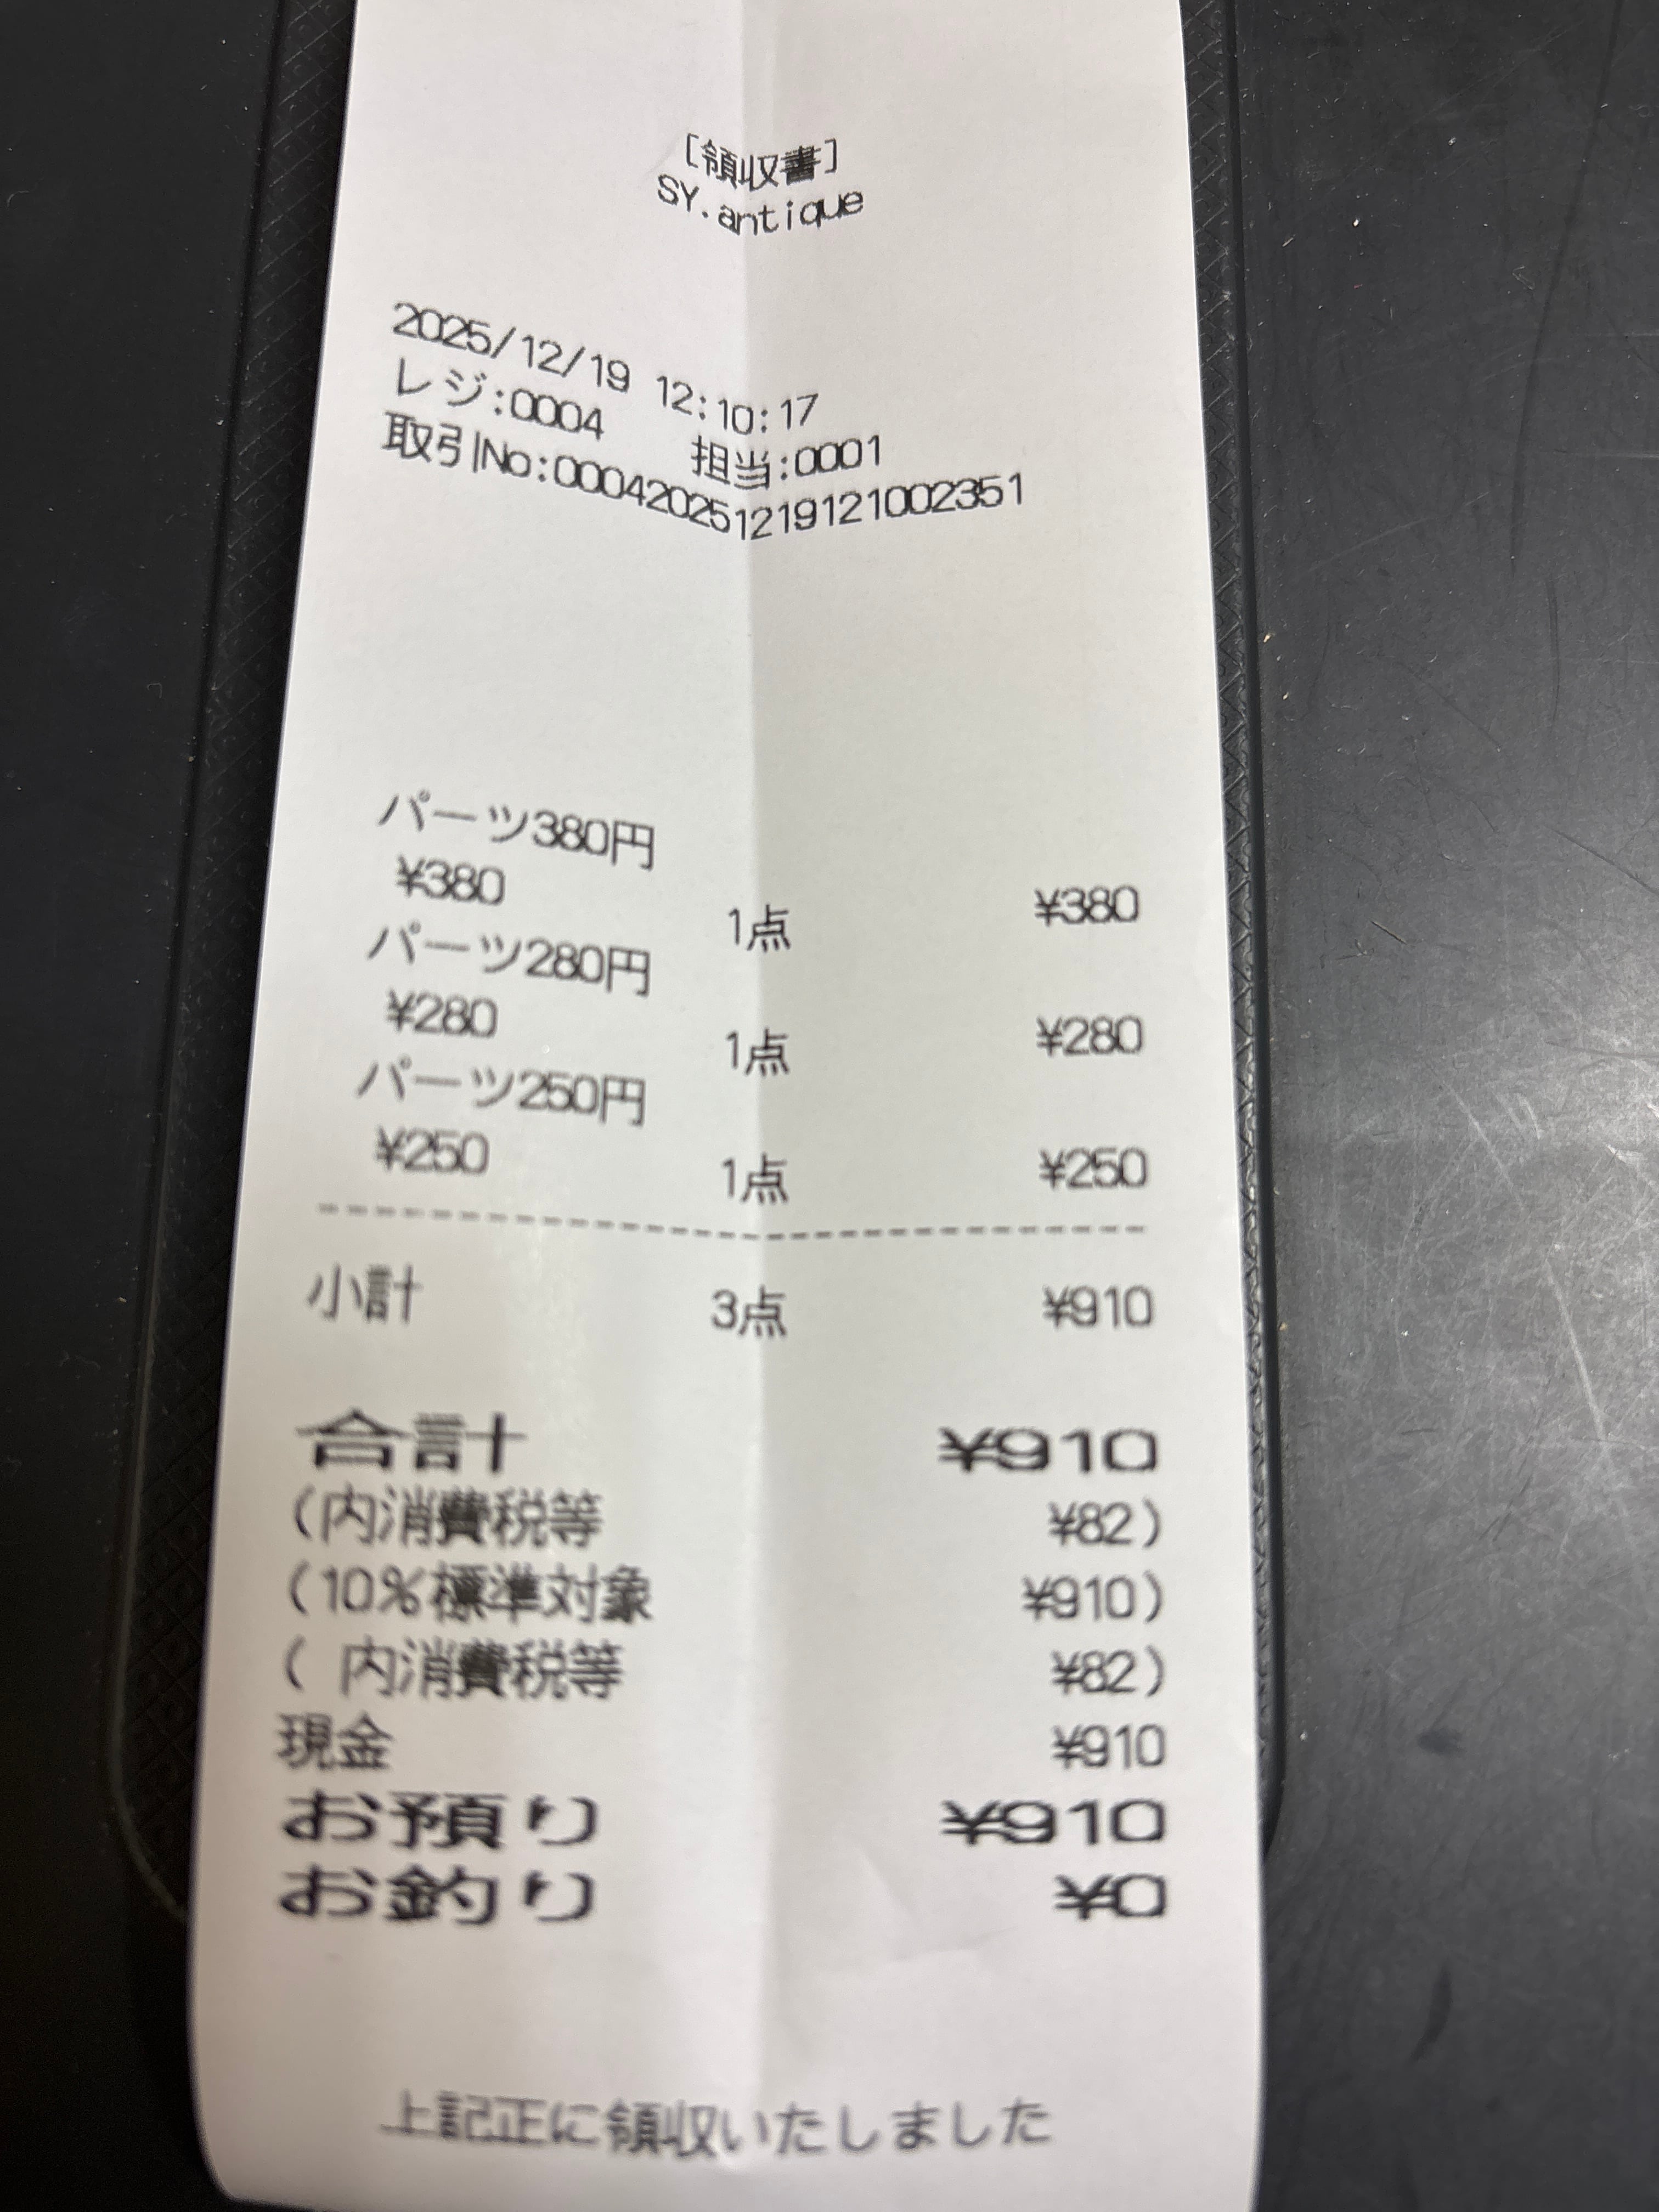 [領収書]
SY.antique
2025/12/19 12:10:17
レジ:0004 担当:0001
取引No:000420251219121002351
パーツ380円
¥380 1点 ¥380
パーツ280円
¥280 1点 ¥280
パーツ250円
¥250 1点 ¥250
小計 3点 ¥910
合計 ¥910
(内消費税等 ¥82)
(10%標準対象 ¥910)
( 内消費税等 ¥82)
現金 ¥910
お預り ¥910
お釣り ¥0
上記正に領収いたしました